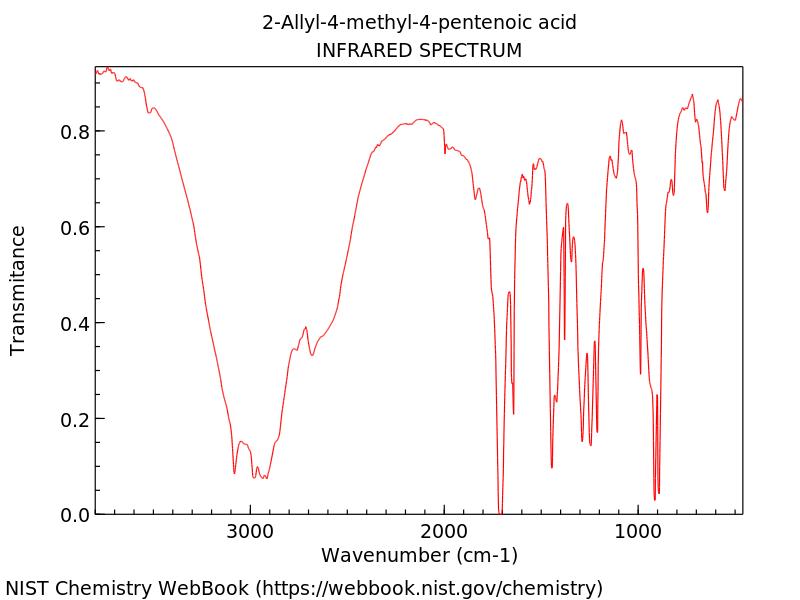 2-Allyl-4-methyl-4-pentenoic acid
INFRARED SPECTRUM
Transmitance
0.8
0.6
0.4
0.2
0.0
3000 2000 1000
Wavenumber (cm-1)
NIST Chemistry WebBook (https://webbook.nist.gov/chemistry)